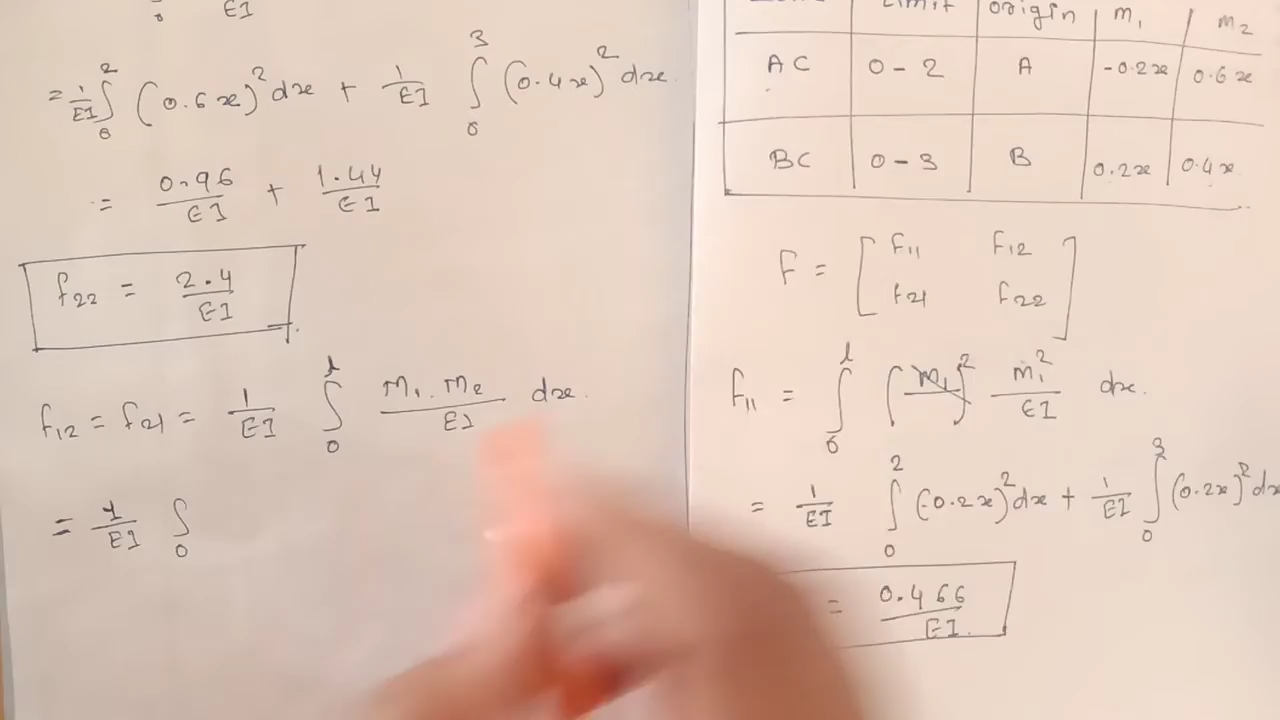 EI
= 1/EI ∫₀² (0.6x)² dx + 1/EI ∫₀³ (0.4x)² dx.
= 0.96/EI + 1.44/EI
f₂₂ = 2.4/EI
f₁₂ = f₂₁ = 1/EI ∫₀ˡ m₁.m₂/EI dx.
= 1/EI ∫₀
Limit origin m₁ m₂
AC 0-2 A -0.2x 0.6x
BC 0-3 B 0.2x 0.4x
F = [ F₁₁ F₁₂
F₂₁ F₂₂ ]
f₁₁ = ∫₀ˡ m₁²/EI dx.
= 1/EI ∫₀² (-0.2x)² dx + 1/EI ∫₀³ (0.2x)² dx
= 0.466/EI.